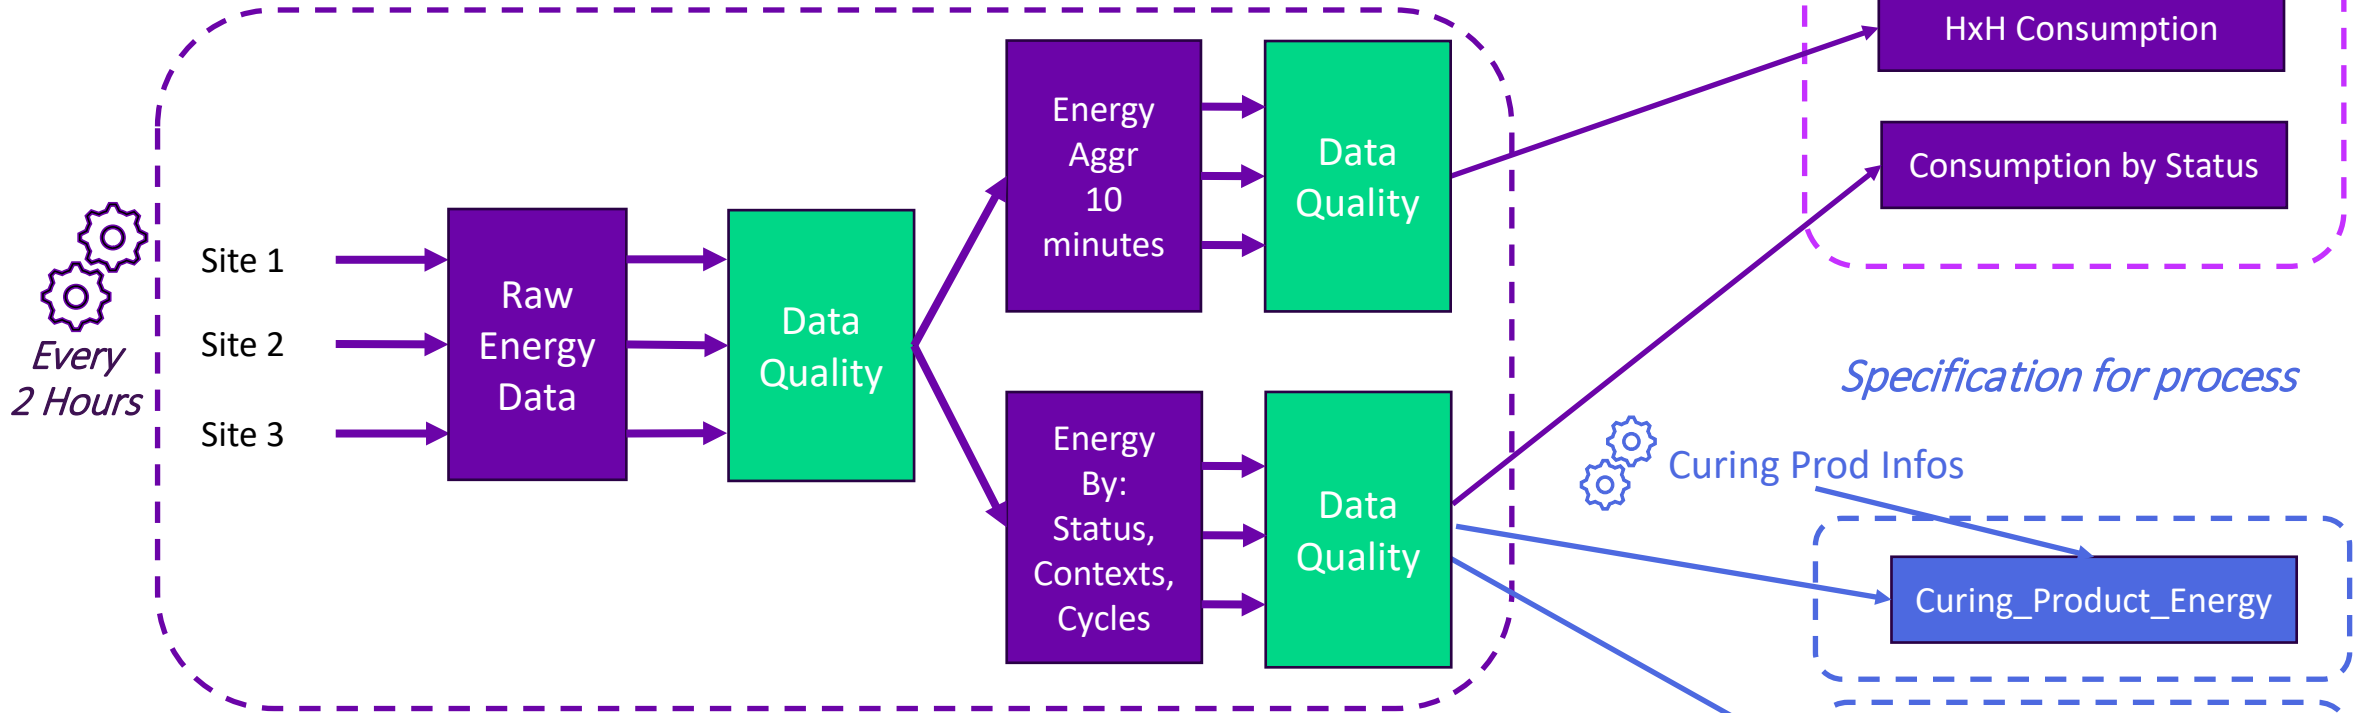 Every
2 Hours
Site 1
Site 2
Site 3
Raw
Energy
Data
Data
Quality
Energy
Aggr
10
minutes
Data
Quality
Energy
By:
Status,
Contexts,
Cycles
Data
Quality
HxH Consumption
Consumption by Status
Specification for process
Curing Prod Infos
Curing_Product_Energy